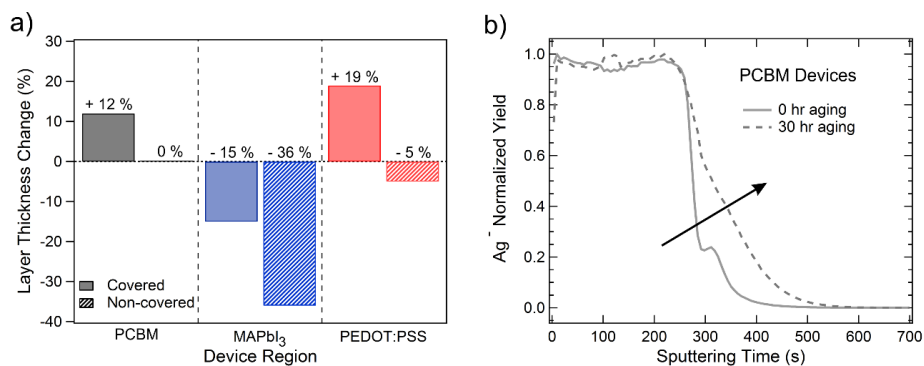 a)
Layer Thickness Change (%)
30
20
10
0
-10
-20
-30
-40
+ 12 %
0 %
- 15 %
- 36 %
+ 19 %
- 5 %
Covered
Non-covered
PCBM
MAPbI3
PEDOT:PSS
Device Region
b)
Ag- Normalized Yield
1.0
0.8
0.6
0.4
0.2
0.0
PCBM Devices
0 hr aging
30 hr aging
0 100 200 300 400 500 600 700
Sputtering Time (s)